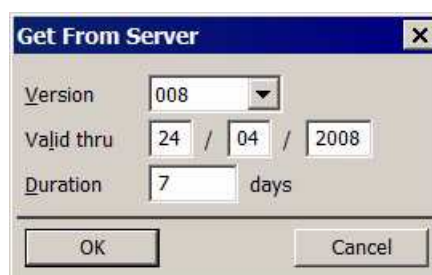 Get From Server
Version 008
Valid thru 24 / 04 / 2008
Duration 7 days
OK Cancel